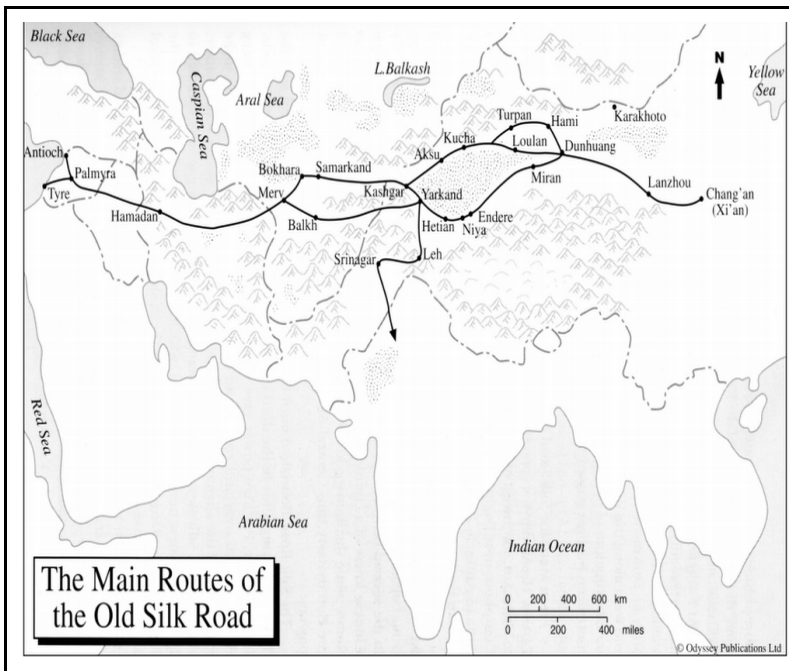 Black Sea
Caspian Sea
Aral Sea
L.Balkash
N
Yellow
Sea
Karakhoto
Turpan
Hami
Kucha
Loulan
Dunhuang
Aksu
Antioch
Palmyra
Tyre
Bokhara
Samarkand
Kashgar
Yarkand
Miran
Lanzhou
Chang'an
(Xi'an)
Merv
Hamadan
Balkh
Hetian
Endere
Niya
Srinagar
Leh
Red Sea
Arabian Sea
Indian Ocean
The Main Routes of
the Old Silk Road
0 200 400 600 km
0 200 400 miles
© Odyssey Publications Ltd